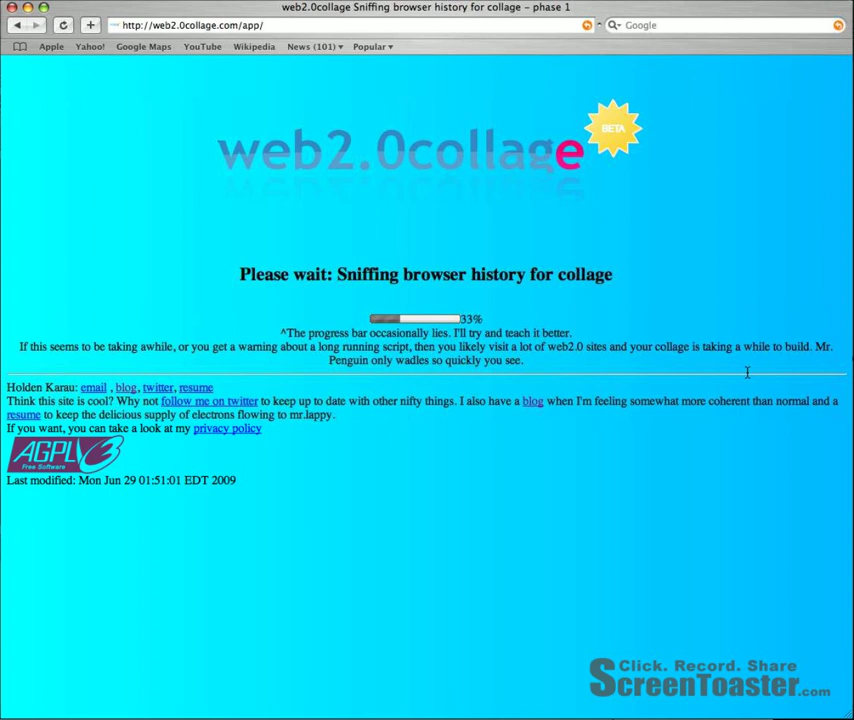 web2.0collage Sniffing browser history for collage - phase 1
http://web2.0collage.com/app/
Google
Apple Yahoo! Google Maps YouTube Wikipedia News (101) Popular
BETA
web2.0collage
Please wait: Sniffing browser history for collage
33%
^The progress bar occasionally lies. I'll try and teach it better.
If this seems to be taking awhile, or you get a warning about a long running script, then you likely visit a lot of web2.0 sites and your collage is taking a while to build. Mr.
Penguin only wadles so quickly you see.
Holden Karau: email , blog, twitter, resume
Think this site is cool? Why not follow me on twitter to keep up to date with other nifty things. I also have a blog when I'm feeling somewhat more coherent than normal and a
resume to keep the delicious supply of electrons flowing to mr.lappy.
If you want, you can take a look at my privacy policy
AGPLV3
Free Software
Last modified: Mon Jun 29 01:51:01 EDT 2009
Click. Record. Share
ScreenToaster.com